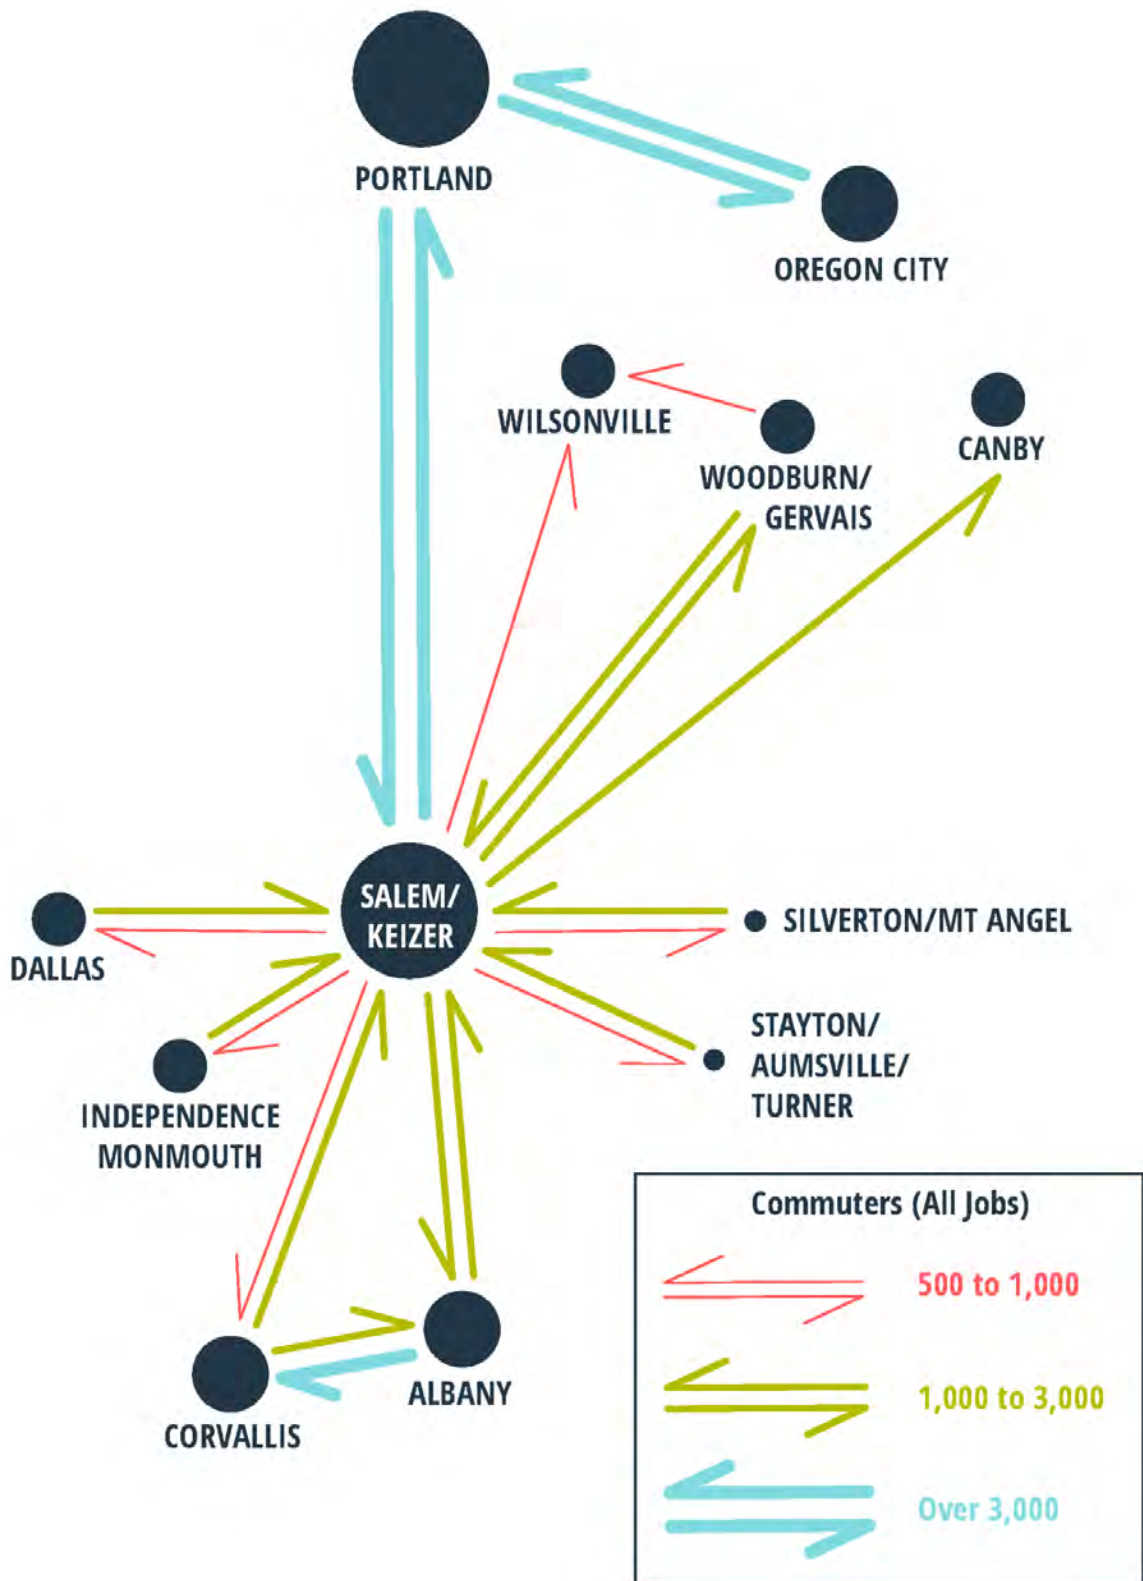 PORTLAND
OREGON CITY
WILSONVILLE
WOODBURN/
GERVAIS
CANBY
SALEM/
KEIZER
DALLAS
SILVERTON/MT ANGEL
INDEPENDENCE
MONMOUTH
STAYTON/
AUMSVILLE/
TURNER
ALBANY
CORVALLIS
Commuters (All Jobs)
500 to 1,000
1,000 to 3,000
Over 3,000